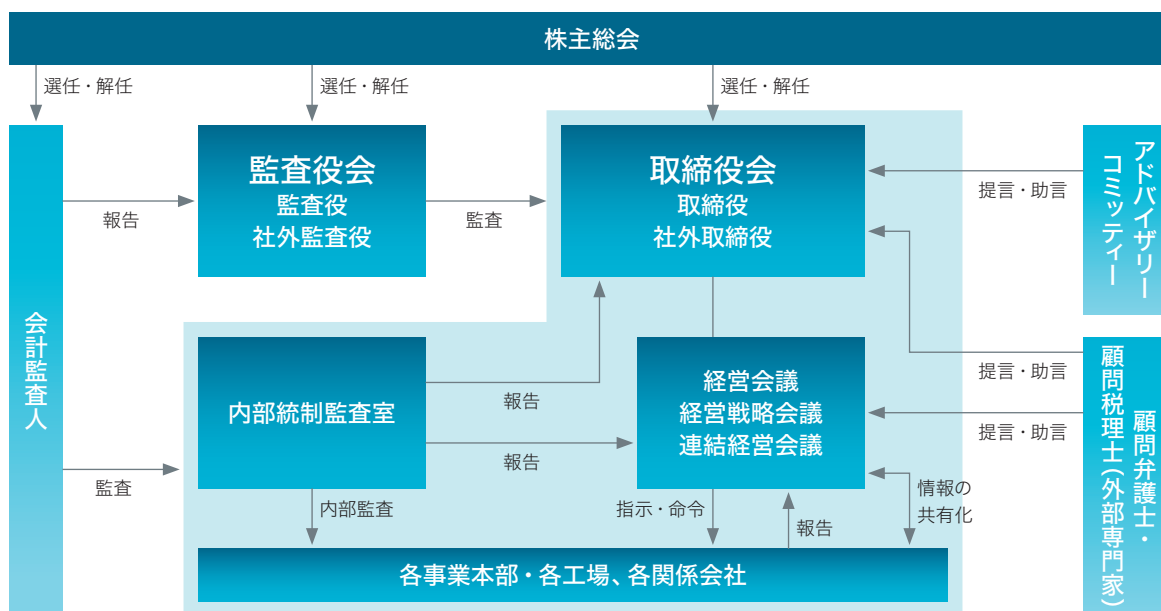 株主総会
選任・解任
選任・解任
選任・解任
会計監査人
報告
監査役会
監査役
社外監査役
監査
取締役会
取締役
社外取締役
提言・助言
アドバイザリー
コミッティー
内部統制監査室
報告
報告
経営会議
経営戦略会議
連結経営会議
提言・助言
提言・助言
顧問弁護士・
顧問税理士(外部専門家)
監査
内部監査
指示・命令
報告
情報の
共有化
各事業本部・各工場、各関係会社